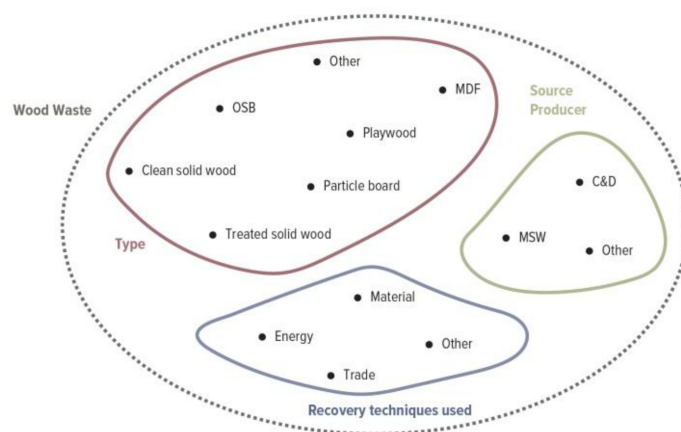 Other
MDF
Wood Waste
OSB
Source
Producer
Playwood
Clean solid wood
C&D
Particle board
Treated solid wood
Type
MSW
Other
Material
Energy
Other
Trade
Recovery techniques used